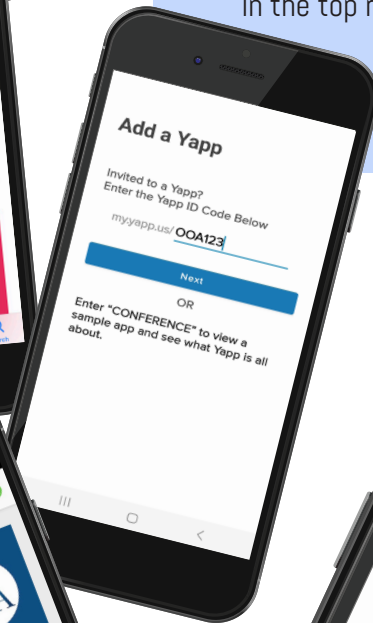 in the top r
Add a Yapp
Invited to a Yapp?
Enter the Yapp ID Code Below
my.yapp.us/OOA123
Next
OR
Enter "CONFERENCE" to view a
sample app and see what Yapp is all
about.